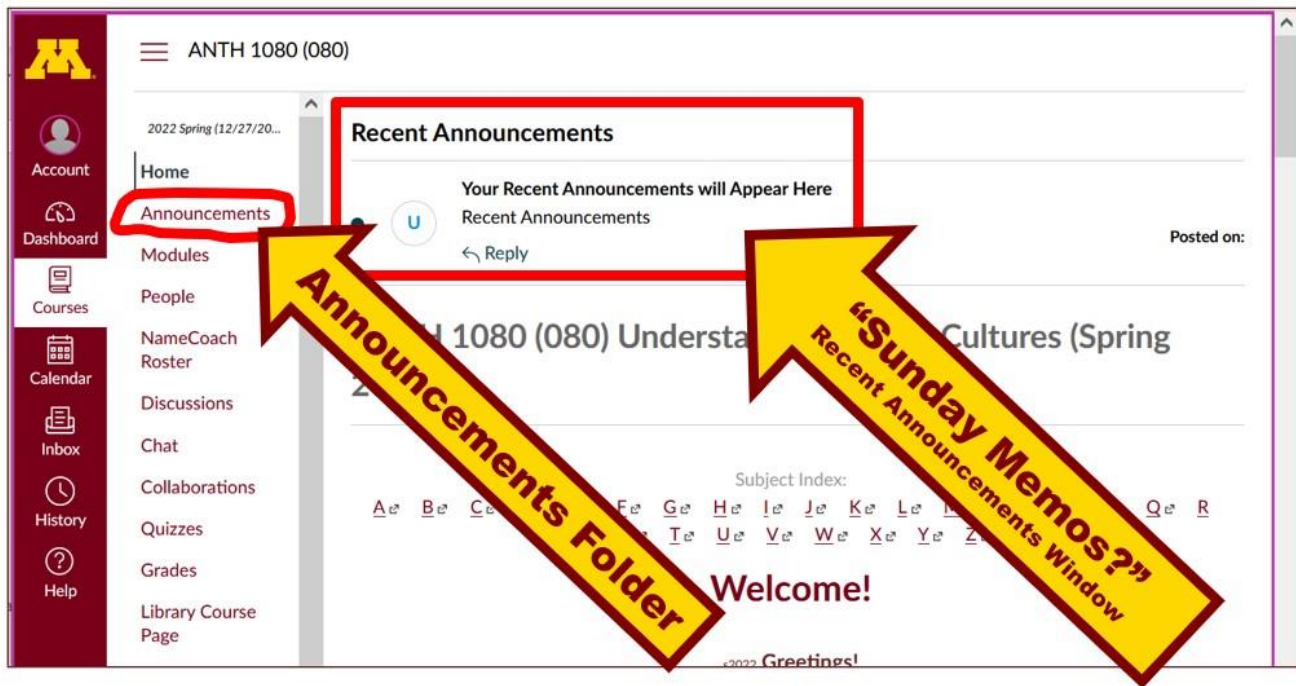 M
ANTH 1080 (080)
Account
Dashboard
Courses
Calendar
Inbox
History
Help
2022 Spring (12/27/20...
Home
Announcements
Modules
People
NameCoach
Roster
Discussions
Chat
Collaborations
Quizzes
Grades
Library Course
Page
Recent Announcements
Your Recent Announcements will Appear Here
U
Recent Announcements
Reply
Posted on:
1080 (080) Cultures (Spring
Subject Index:
A B C E G H I J K L Q R
T U V W X Y Z
Welcome!
s2022 Greetings!
Announcements Folder
“Sunday Memos?”
Recent Announcements Window